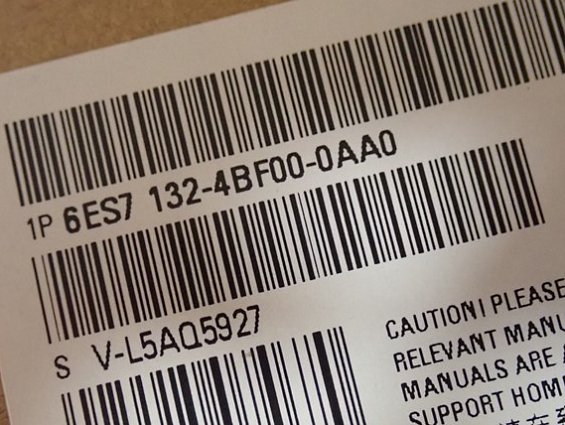 1P 6ES7 132-4BF00-0AA0
S V-L5AQ5927
CAUTION! PLEASE
RELEVANT MANU
MANUALS ARE A
SUPPORT HOM